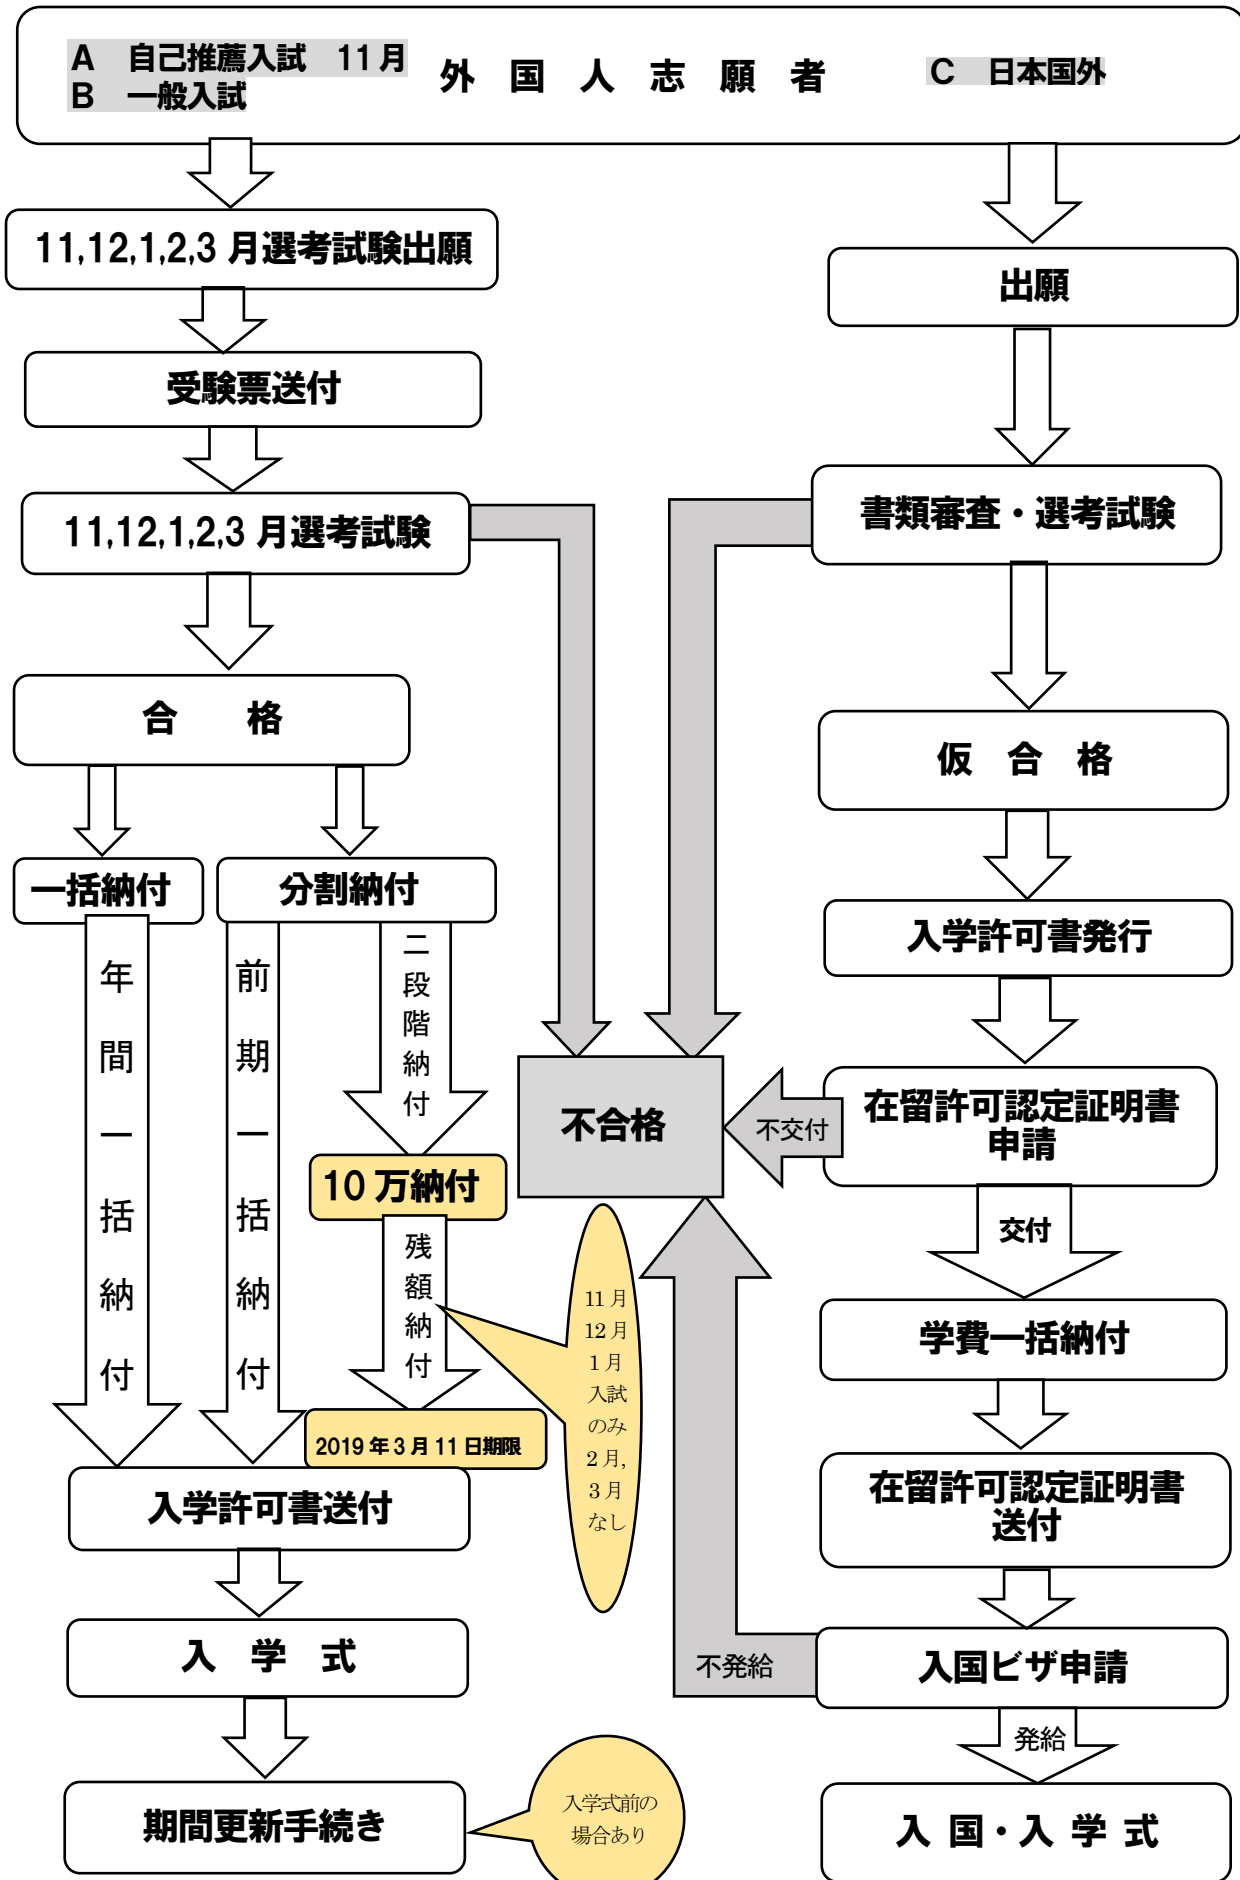 A 自己推薦入試 11月
B 一般入試
外国人志願者
C 日本国外
11,12,1,2,3月選考試験出願
受験票送付
11,12,1,2,3月選考試験
合格
一括納付
分割納付
年間一括納付
前期一括納付
二段階納付
10万納付
残額納付
2019年3月11日期限
11月
12月
1月
入試
のみ
2月,
3月
なし
入学許可書送付
入学式
期間更新手続き
入学式前の
場合あり
不合格
出願
書類審査・選考試験
仮合格
入学許可書発行
在留許可認定証明書
申請
不交付
交付
学費一括納付
在留許可認定証明書
送付
入国ビザ申請
不発給
発給
入国・入学式